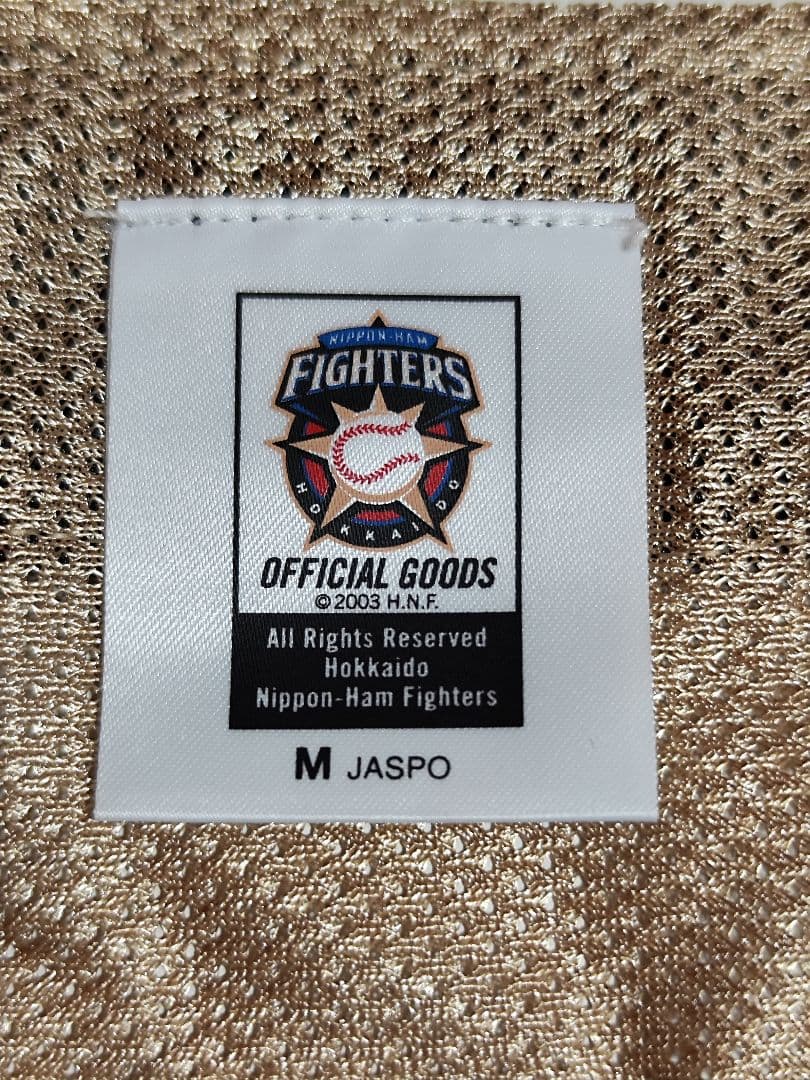 NIPPON-HAM
FIGHTERS
HOKKAIDO
OFFICIAL GOODS
©2003 H.N.F.
All Rights Reserved
Hokkaido
Nippon-Ham Fighters
M JASPO